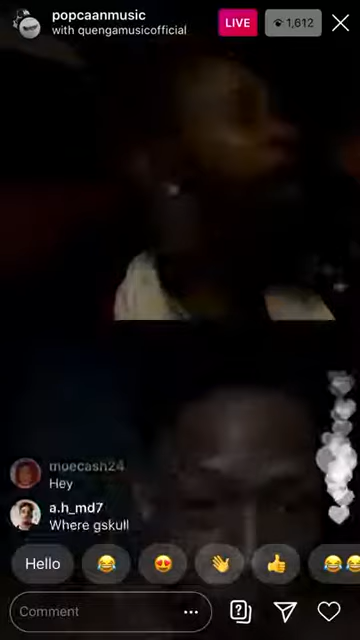 popcaanmusic
with quengamusicofficial
LIVE
1,612
moecash24
Hey
a.h_md7
Where gskull
Hello
Comment